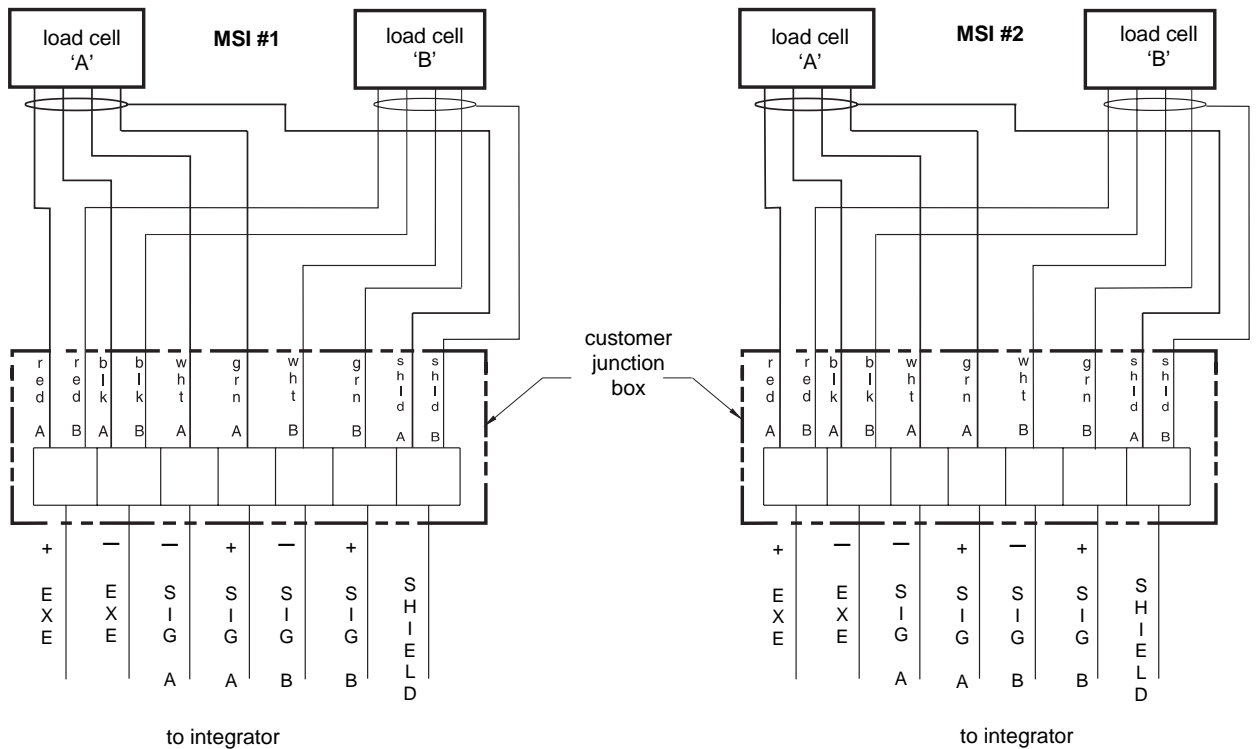 load cell
'A'
MSI #1
load cell
'B'
load cell
'A'
MSI #2
load cell
'B'
customer
junction
box
red A
red B
blk A
blk B
wht A
grn A
wht B
grn B
shld A
shld B
red A
red B
blk A
blk B
wht A
grn A
wht B
grn B
shld A
shld B
+ EXE
— EXE
— SIG A
+ SIG A
— SIG B
+ SIG B
SHIELD
+ EXE
— EXE
— SIG A
+ SIG A
— SIG B
+ SIG B
SHIELD
to integrator
to integrator